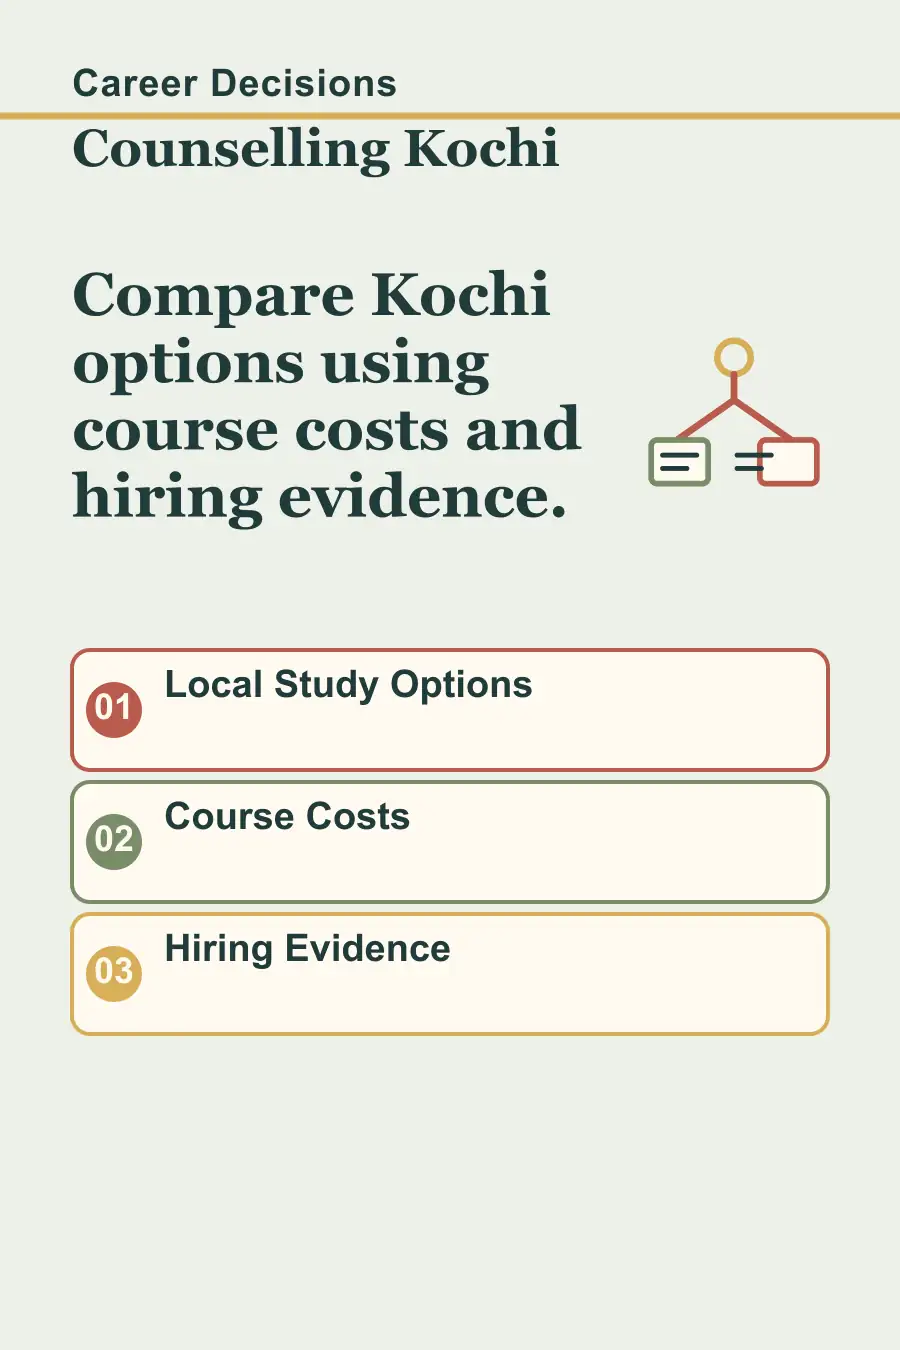 Career Decisions
Counselling Kochi
Compare Kochi
options using
course costs and
hiring evidence.
01
Local Study Options
02
Course Costs
03
Hiring Evidence